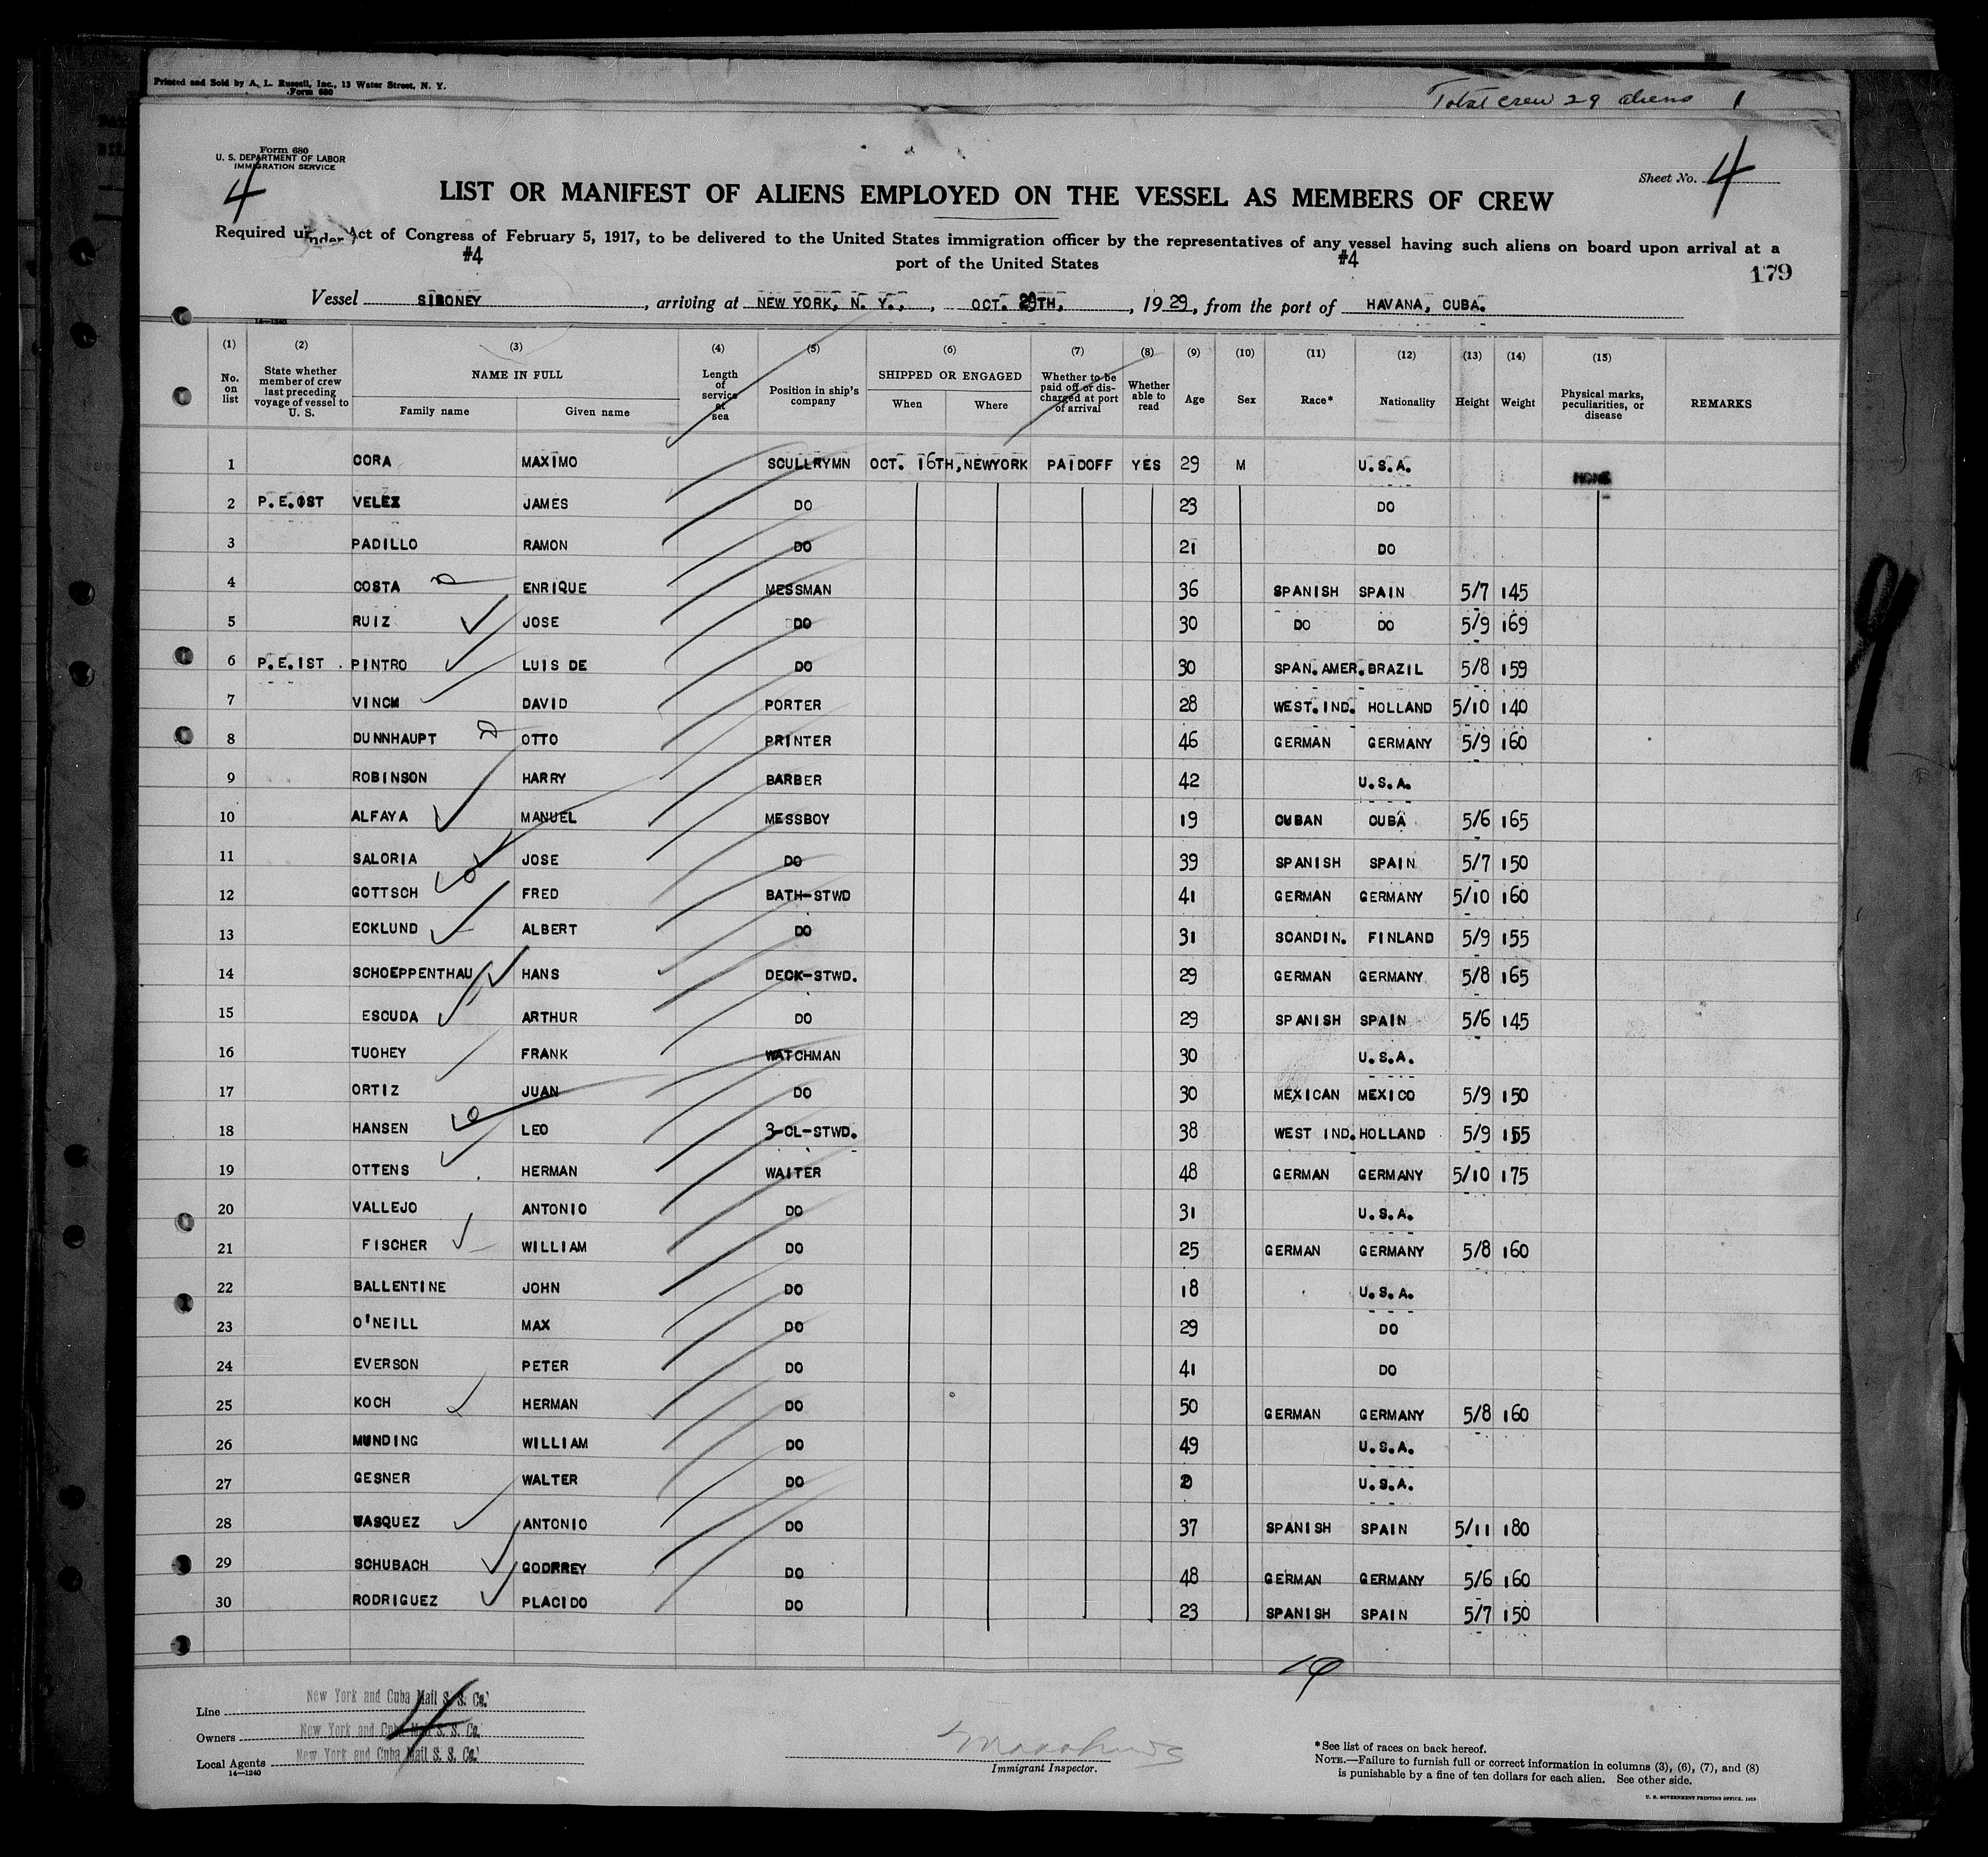 Printed and Sold by A. L. Russell, Inc., 13 Water Street, N. Y.
Form 680
Total crew 29 aliens 1
Form 680
U. S. DEPARTMENT OF LABOR
IMMIGRATION SERVICE
4
Sheet No. 4
LIST OR MANIFEST OF ALIENS EMPLOYED ON THE VESSEL AS MEMBERS OF CREW
Required under Act of Congress of February 5, 1917, to be delivered to the United States immigration officer by the representatives of any vessel having such aliens on board upon arrival at a
port of the United States
#4 #4
179
Vessel SIBONEY, arriving at NEW YORK, N. Y., OCT. 29TH, 1929, from the port of HAVANA, CUBA.
14—1240
(1) (2) (3) (4) (5) (6) (7) (8) (9) (10) (11) (12) (13) (14) (15)
No. on list State whether member of crew last preceding voyage of vessel to U. S. NAME IN FULL Family name Given name Length of service at sea Position in ship's company SHIPPED OR ENGAGED When Where Whether to be paid off or discharged at port of arrival Whether able to read Age Sex Race* Nationality Height Weight Physical marks, peculiarities, or disease REMARKS
1 CORA MAXIMO SCULLRYMN OCT. 16TH, NEWYORK PAIDOFF YES 29 M U.S.A. NONE
2 P.E.OST VELEZ JAMES DO 23 DO
3 PADILLO RAMON DO 21 DO
4 COSTA ENRIQUE MESSMAN 36 SPANISH SPAIN 5/7 145
5 RUIZ JOSE DO 30 DO DO 5/9 169
6 P.E.IST. PINTRO LUIS DE DO 30 SPAN.AMER. BRAZIL 5/8 159
7 VINCM DAVID PORTER 28 WEST.IND. HOLLAND 5/10 140
8 DUNNHAUPT OTTO PRINTER 46 GERMAN GERMANY 5/9 160
9 ROBINSON HARRY BARBER 42 U.S.A.
10 ALFAYA MANUEL MESSBOY 19 CUBAN CUBA 5/6 165
11 SALORIA JOSE DO 39 SPANISH SPAIN 5/7 150
12 GOTTSCH FRED BATH-STWD 41 GERMAN GERMANY 5/10 160
13 ECKLUND ALBERT DO 31 SCANDIN. FINLAND 5/9 155
14 SCHOEPPENTHAU HANS DECK-STWD. 29 GERMAN GERMANY 5/8 165
15 ESCUDA ARTHUR DO 29 SPANISH SPAIN 5/6 145
16 TUOHEY FRANK WATCHMAN 30 U.S.A.
17 ORTIZ JUAN DO 30 MEXICAN MEXICO 5/9 150
18 HANSEN LEO 3-CL-STWD. 38 WEST IND. HOLLAND 5/9 155
19 OTTENS HERMAN WAITER 48 GERMAN GERMANY 5/10 175
20 VALLEJO ANTONIO DO 31 U.S.A.
21 FISCHER WILLIAM DO 25 GERMAN GERMANY 5/8 160
22 BALLENTINE JOHN DO 18 U.S.A.
23 O'NEILL MAX DO 29 DO
24 EVERSON PETER DO 41 DO
25 KOCH HERMAN DO 50 GERMAN GERMANY 5/8 160
26 MUNDING WILLIAM DO 49 U.S.A.
27 GESNER WALTER DO U.S.A.
28 VASQUEZ ANTONIO DO 37 SPANISH SPAIN 5/11 180
29 SCHUBACH GODFREY DO 48 GERMAN GERMANY 5/6 160
30 RODRIGUEZ PLACIDO DO 23 SPANISH SPAIN 5/7 150
19
Line New York and Cuba Mail S. S. Co.
Owners New York and Cuba Mail S. S. Co.
Local Agents New York and Cuba Mail S. S. Co.
14—1240
4
Immigrant Inspector.
*See list of races on back hereof.
NOTE.—Failure to furnish full or correct information in columns (3), (6), (7), and (8)
is punishable by a fine of ten dollars for each alien. See other side.
U. S. GOVERNMENT PRINTING OFFICE, 1929